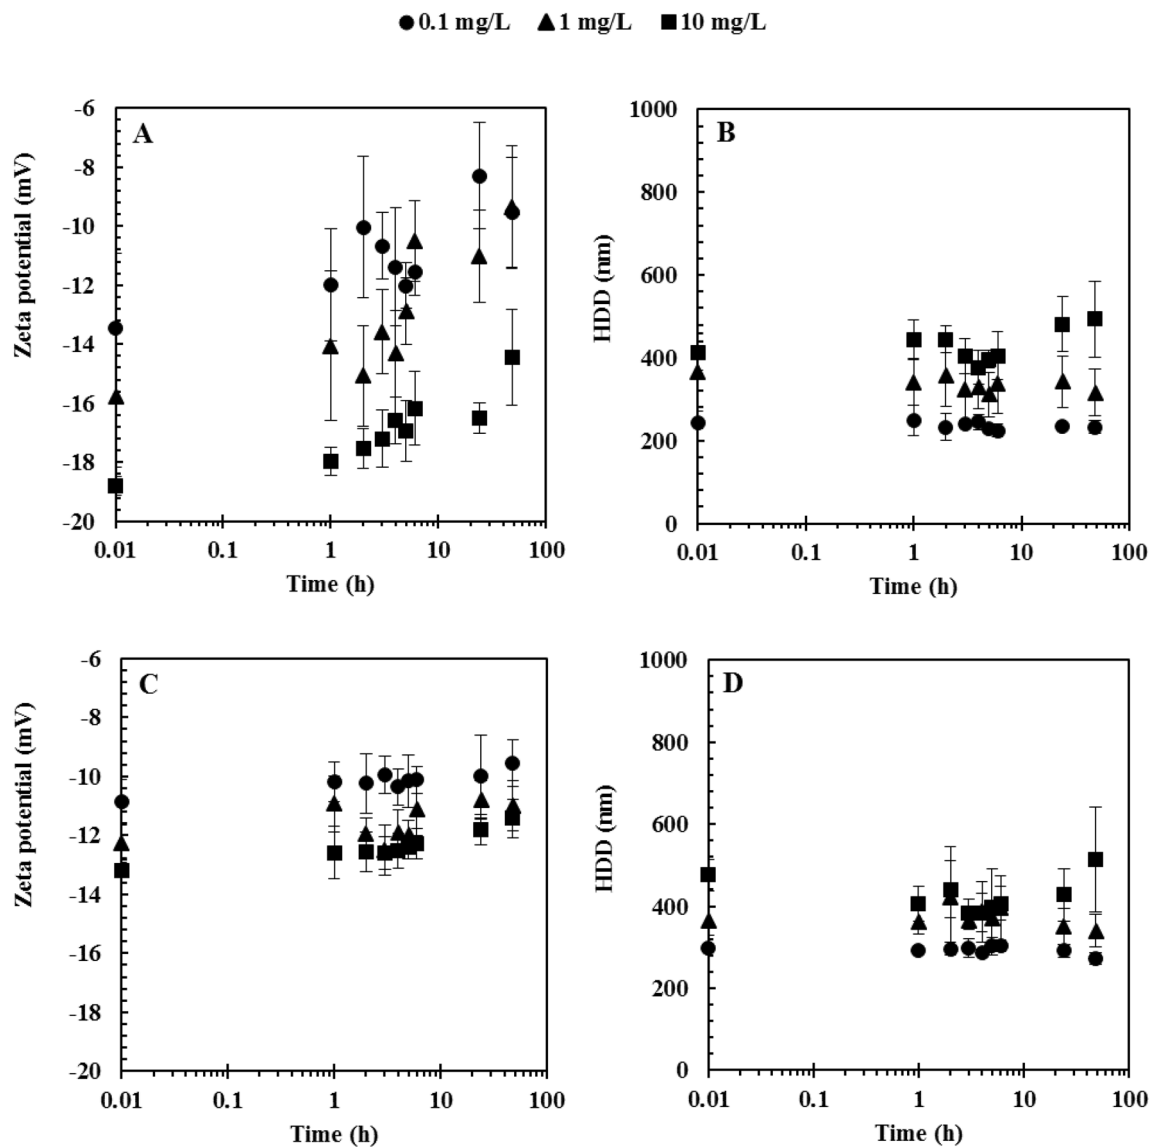 0.1 mg/L 1 mg/L 10 mg/L
A
Zeta potential (mV)
-6
-8
-10
-12
-14
-16
-18
-20
0.01 0.1 1 10 100
Time (h)
B
HDD (nm)
1000
800
600
400
200
0
0.01 0.1 1 10 100
Time (h)
C
Zeta potential (mV)
-6
-8
-10
-12
-14
-16
-18
-20
0.01 0.1 1 10 100
Time (h)
D
HDD (nm)
1000
800
600
400
200
0
0.01 0.1 1 10 100
Time (h)